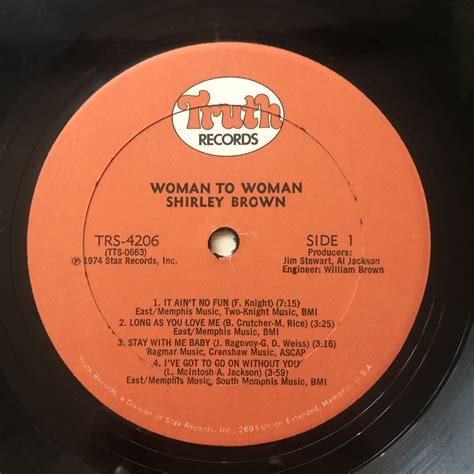 Truth
RECORDS
WOMAN TO WOMAN
SHIRLEY BROWN
TRS-4206
(TTS-0663)
℗ 1974 Stax Records, Inc.
SIDE 1
Producers:
Jim Stewart, Al Jackson
Engineer: William Brown
1. IT AIN'T NO FUN (F. Knight) (7:15)
East/Memphis Music, Two-Knight Music, BMI
2. LONG AS YOU LOVE ME (B. Crutcher-M. Rice) (3:25)
East/Memphis Music, BMI
3. STAY WITH ME BABY (J. Ragovoy-G. D. Weiss) (3:16)
Ragmar Music, Crenshaw Music, ASCAP
4. I'VE GOT TO GO ON WITHOUT YOU
(L. McIntosh-A. Jackson) (3:59)
East/Memphis Music, South Memphis Music, BMI
Truth Records, a Division of Stax Records, Inc., 2693 Union Extended, Memphis, U.S.A.